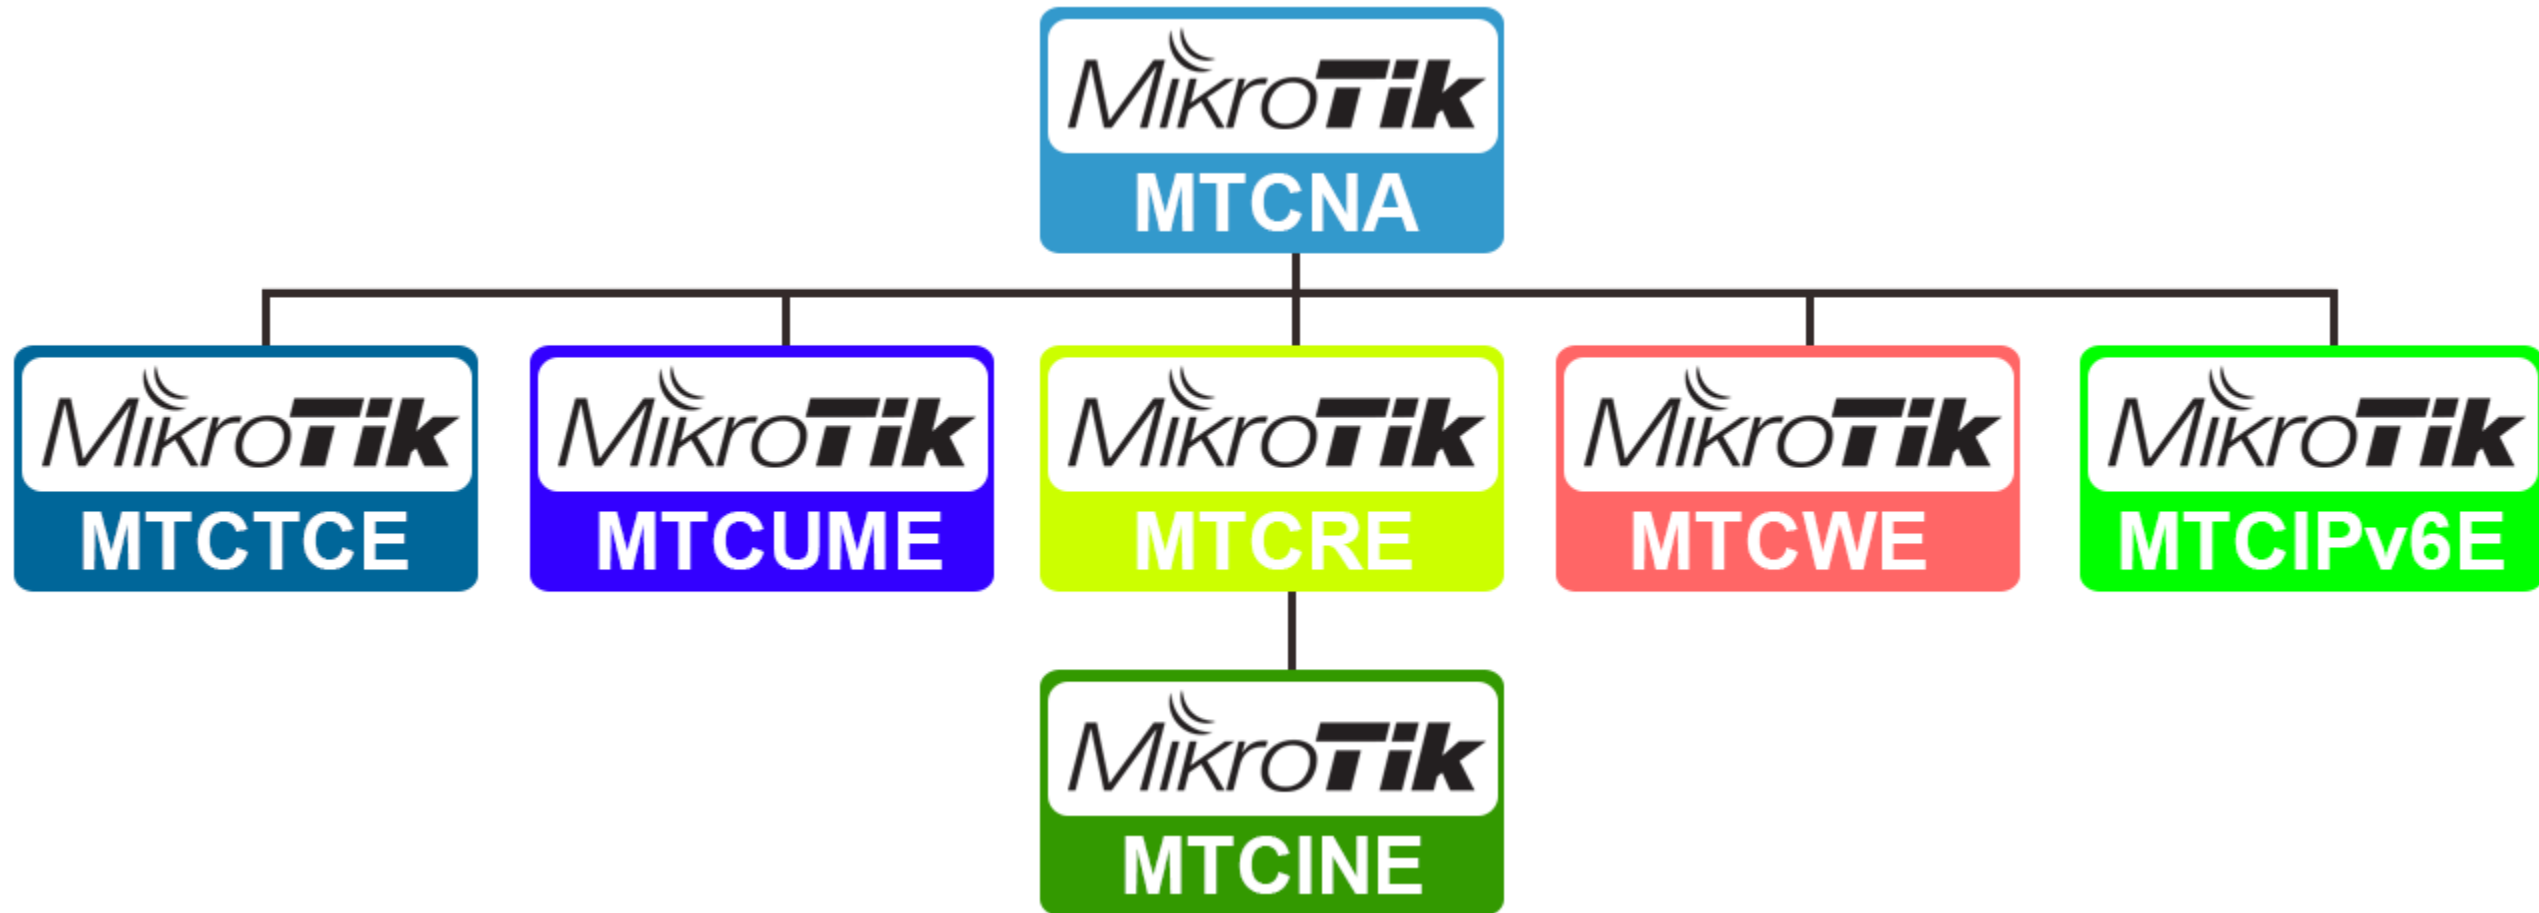 MikroTik
MTCNA
MikroTik
MTCTCE
MikroTik
MTCUME
MikroTik
MTCRE
MikroTik
MTCWE
MikroTik
MTCIPv6E
MikroTik
MTCINE